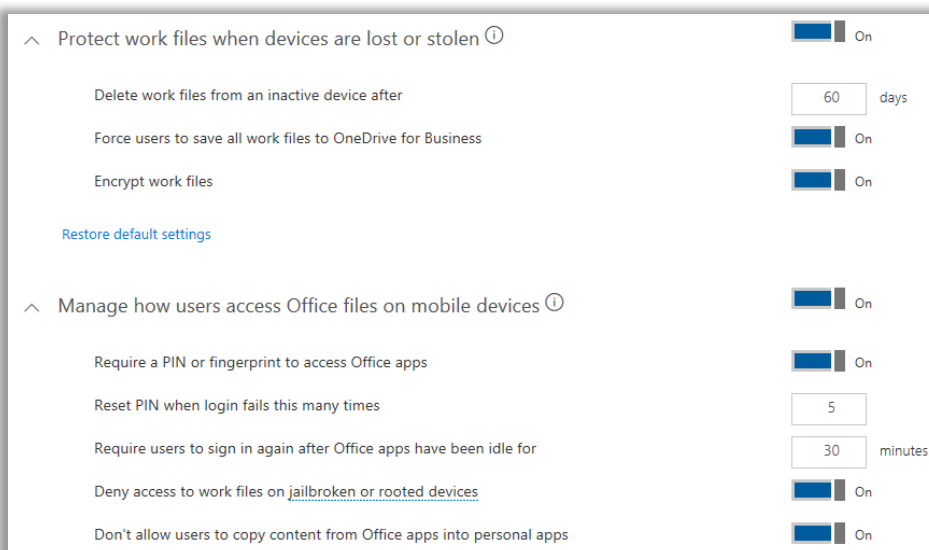 Protect work files when devices are lost or stolen On
Delete work files from an inactive device after 60 days
Force users to save all work files to OneDrive for Business On
Encrypt work files On
Restore default settings
Manage how users access Office files on mobile devices On
Require a PIN or fingerprint to access Office apps On
Reset PIN when login fails this many times 5
Require users to sign in again after Office apps have been idle for 30 minutes
Deny access to work files on jailbroken or rooted devices On
Don't allow users to copy content from Office apps into personal apps On